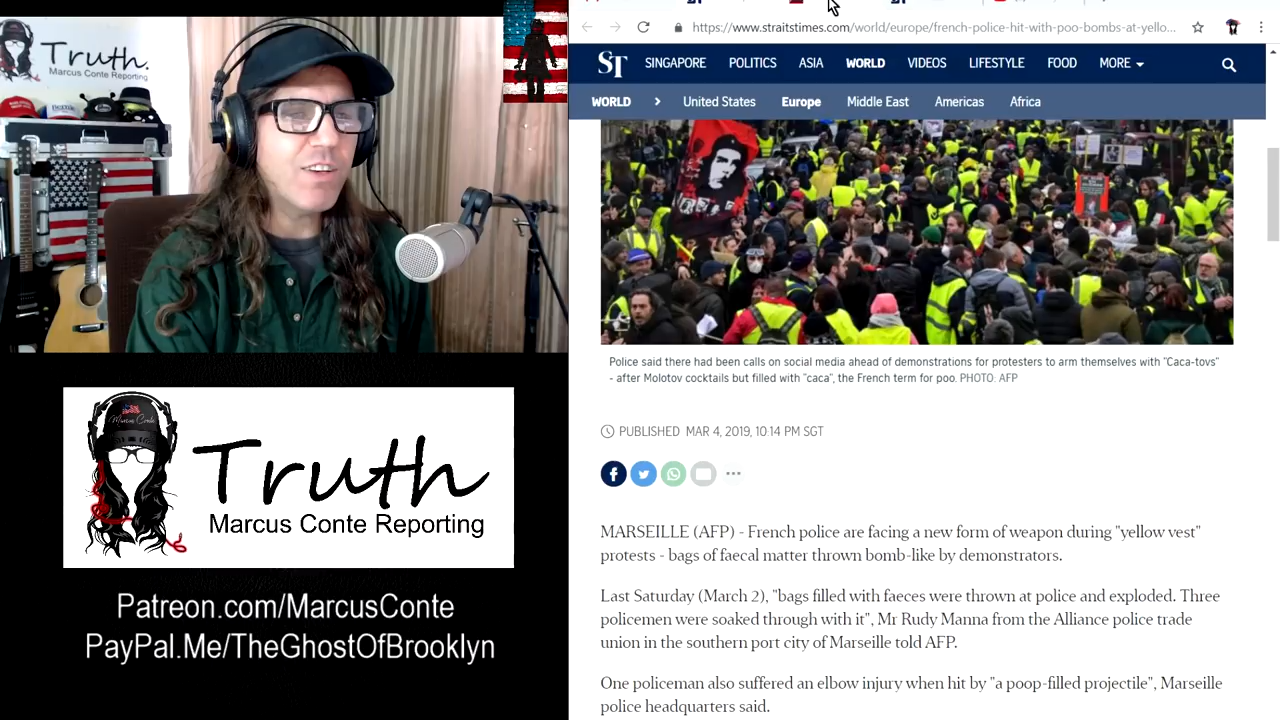 Truth.
Marcus Conte Reporting
https://www.straitstimes.com/world/europe/french-police-hit-with-poo-bombs-at-yello...
ST SINGAPORE POLITICS ASIA WORLD VIDEOS LIFESTYLE FOOD MORE
WORLD > United States Europe Middle East Americas Africa
Police said there had been calls on social media ahead of demonstrations for protesters to arm themselves with "Caca-tovs"
- after Molotov cocktails but filled with "caca", the French term for poo. PHOTO: AFP
PUBLISHED MAR 4, 2019, 10:14 PM SGT
MARSEILLE (AFP) - French police are facing a new form of weapon during "yellow vest"
protests - bags of faecal matter thrown bomb-like by demonstrators.
Last Saturday (March 2), "bags filled with faeces were thrown at police and exploded. Three
policemen were soaked through with it", Mr Rudy Manna from the Alliance police trade
union in the southern port city of Marseille told AFP.
One policeman also suffered an elbow injury when hit by "a poop-filled projectile", Marseille
police headquarters said.
Marcus Conte
Truth
Marcus Conte Reporting
Patreon.com/MarcusConte
PayPal.Me/TheGhostOfBrooklyn